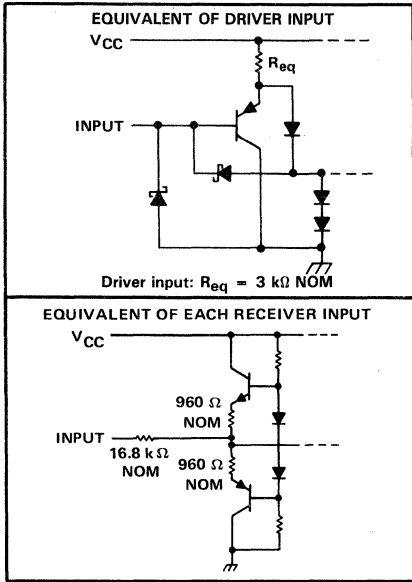 EQUIVALENT OF DRIVER INPUT
VCC
Req
INPUT
Driver input: Req = 3 kΩ NOM
EQUIVALENT OF EACH RECEIVER INPUT
VCC
960 Ω
NOM
INPUT
16.8 kΩ
NOM
960 Ω
NOM